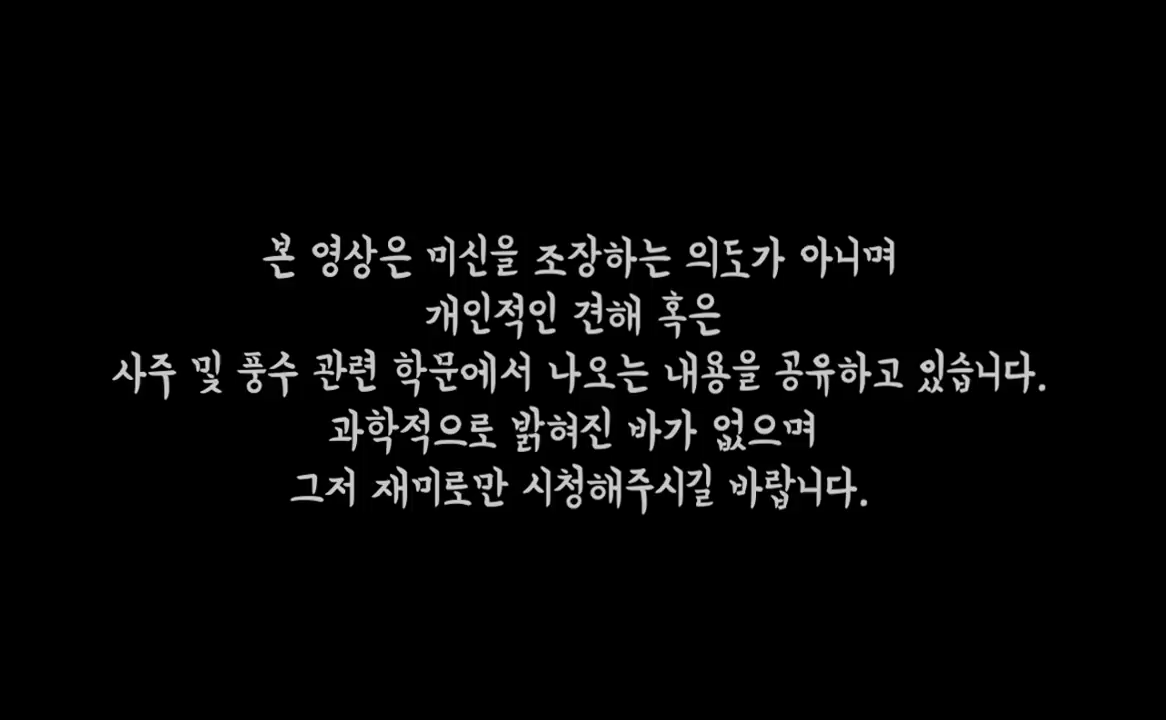 본 영상은 미신을 조장하는 의도가 아니며
개인적인 견해 혹은
사주 및 풍수 관련 학문에서 나오는 내용을 공유하고 있습니다.
과학적으로 밝혀진 바가 없으며
그저 재미로만 시청해주시길 바랍니다.